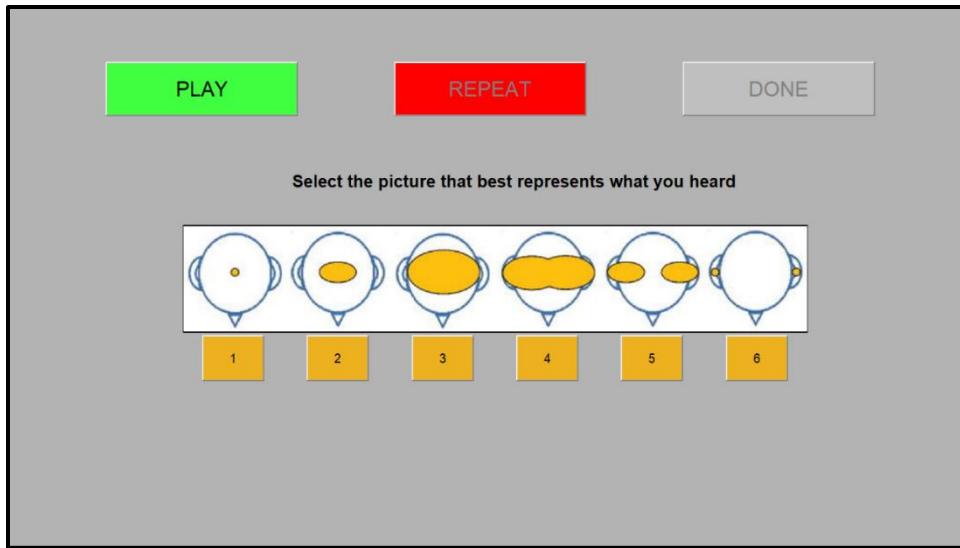 PLAY REPEAT DONE
Select the picture that best represents what you heard
1 2 3 4 5 6